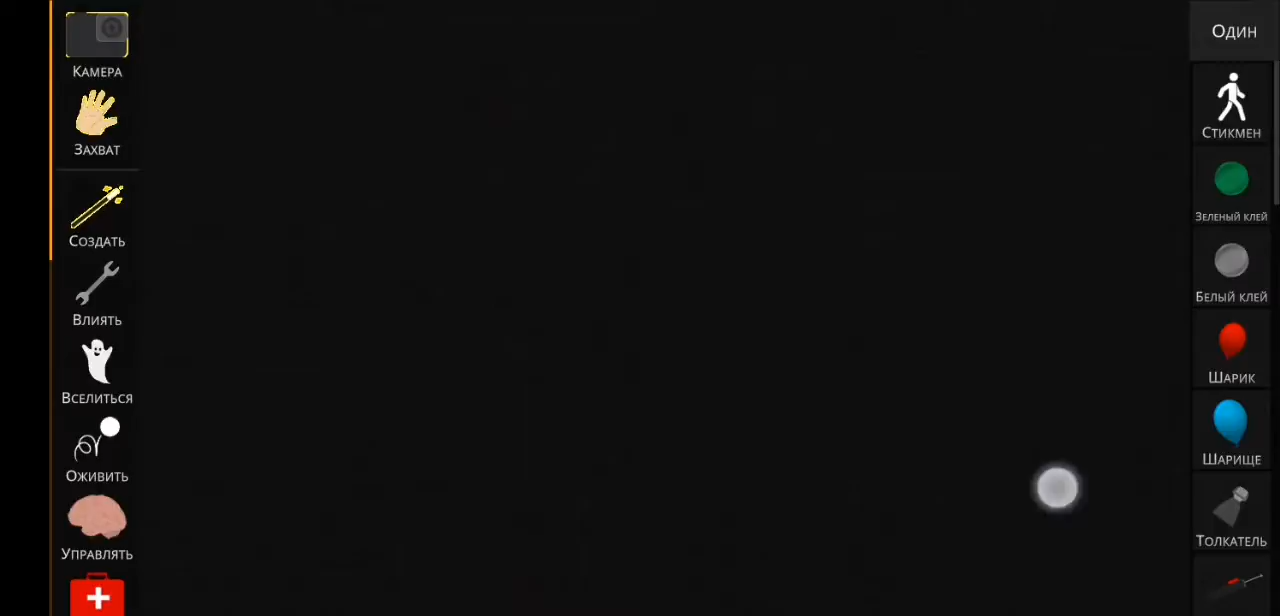 Камера
Захват
Создать
Влиять
Вселиться
Оживить
Управлять
Один
Стикмен
Зеленый клей
Белый клей
Шарик
Шарище
Толкатель